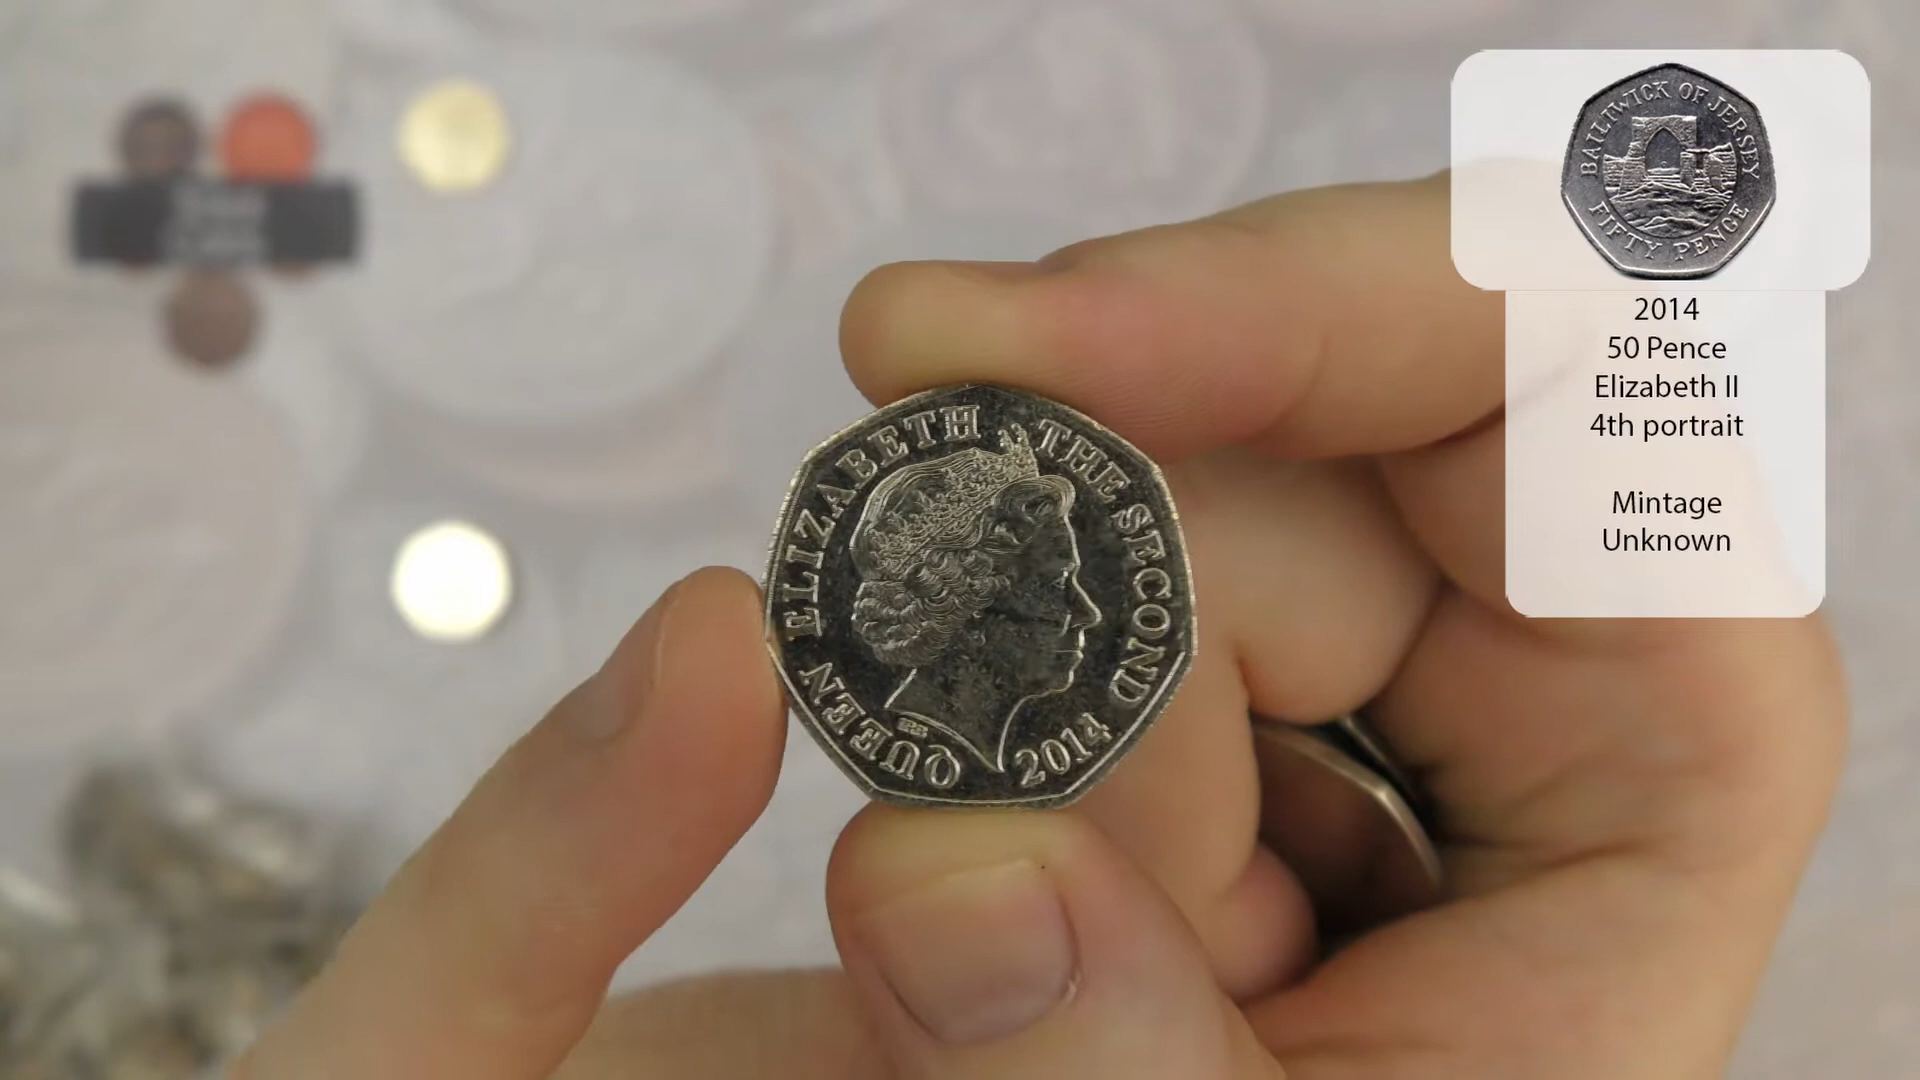 QUEEN ELIZABETH THE SECOND 2014
BAILIWICK OF JERSEY
FIFTY PENCE
2014
50 Pence
Elizabeth II
4th portrait
Mintage
Unknown